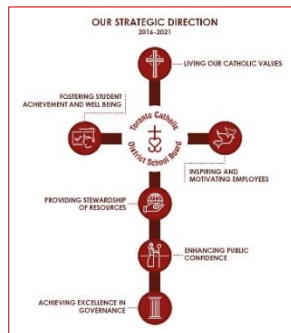 OUR STRATEGIC DIRECTION
2016-2021
LIVING OUR CATHOLIC VALUES
FOSTERING STUDENT
ACHIEVEMENT AND WELL BEING
Toronto Catholic
District School Board
INSPIRING AND
MOTIVATING EMPLOYEES
PROVIDING STEWARDSHIP
OF RESOURCES
ENHANCING PUBLIC
CONFIDENCE
ACHIEVING EXCELLENCE IN
GOVERNANCE